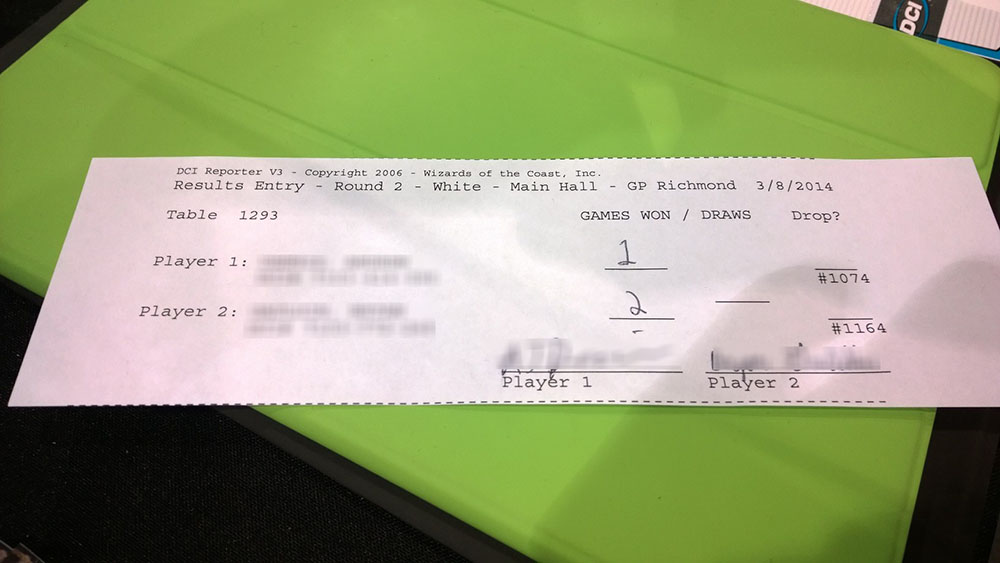 DCI
DCI Reporter V3 - Copyright 2006 - Wizards of the Coast, Inc.
Results Entry - Round 2 - White - Main Hall - GP Richmond 3/8/2014
Table 1293 GAMES WON / DRAWS Drop?
Player 1: 1
#1074
Player 2: 2
#1164
Player 1 Player 2